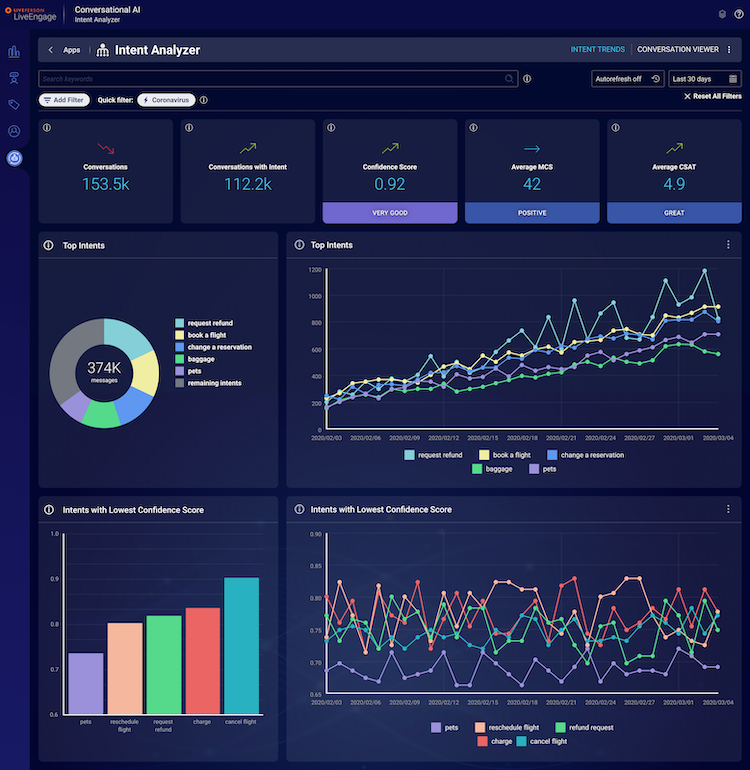 LIVEPERSON
LiveEngage
Conversational AI
Intent Analyzer
Apps
Intent Analyzer
INTENT TRENDS
CONVERSATION VIEWER
Search keywords
Autorefresh off
Last 30 days
Add Filter
Quick filter:
Coronavirus
Reset All Filters
Conversations
153.5k
Conversations with Intent
112.2k
Confidence Score
0.92
VERY GOOD
Average MCS
42
POSITIVE
Average CSAT
4.9
GREAT
Top Intents
374K
messages
request refund
book a flight
change a reservation
baggage
pets
remaining intents
Top Intents
1200
1000
800
600
400
200
0
2020/02/03 2020/02/06 2020/02/09 2020/02/12 2020/02/15 2020/02/18 2020/02/21 2020/02/24 2020/02/27 2020/03/01 2020/03/04
request refund book a flight change a reservation
baggage pets
Intents with Lowest Confidence Score
1.0
0.9
0.8
0.7
0.6
pets reschedule request charge cancel flight
flight refund
Intents with Lowest Confidence Score
0.90
0.85
0.80
0.75
0.70
0.65
2020/02/03 2020/02/06 2020/02/09 2020/02/12 2020/02/15 2020/02/18 2020/02/21 2020/02/24 2020/02/27 2020/03/01 2020/03/04
pets reschedule flight refund request
charge cancel flight